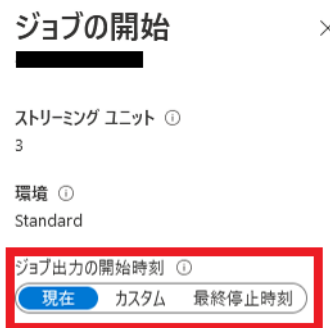 ジョブの開始
ストリーミング ユニット
3
環境
Standard
ジョブ出力の開始時刻
現在 カスタム 最終停止時刻